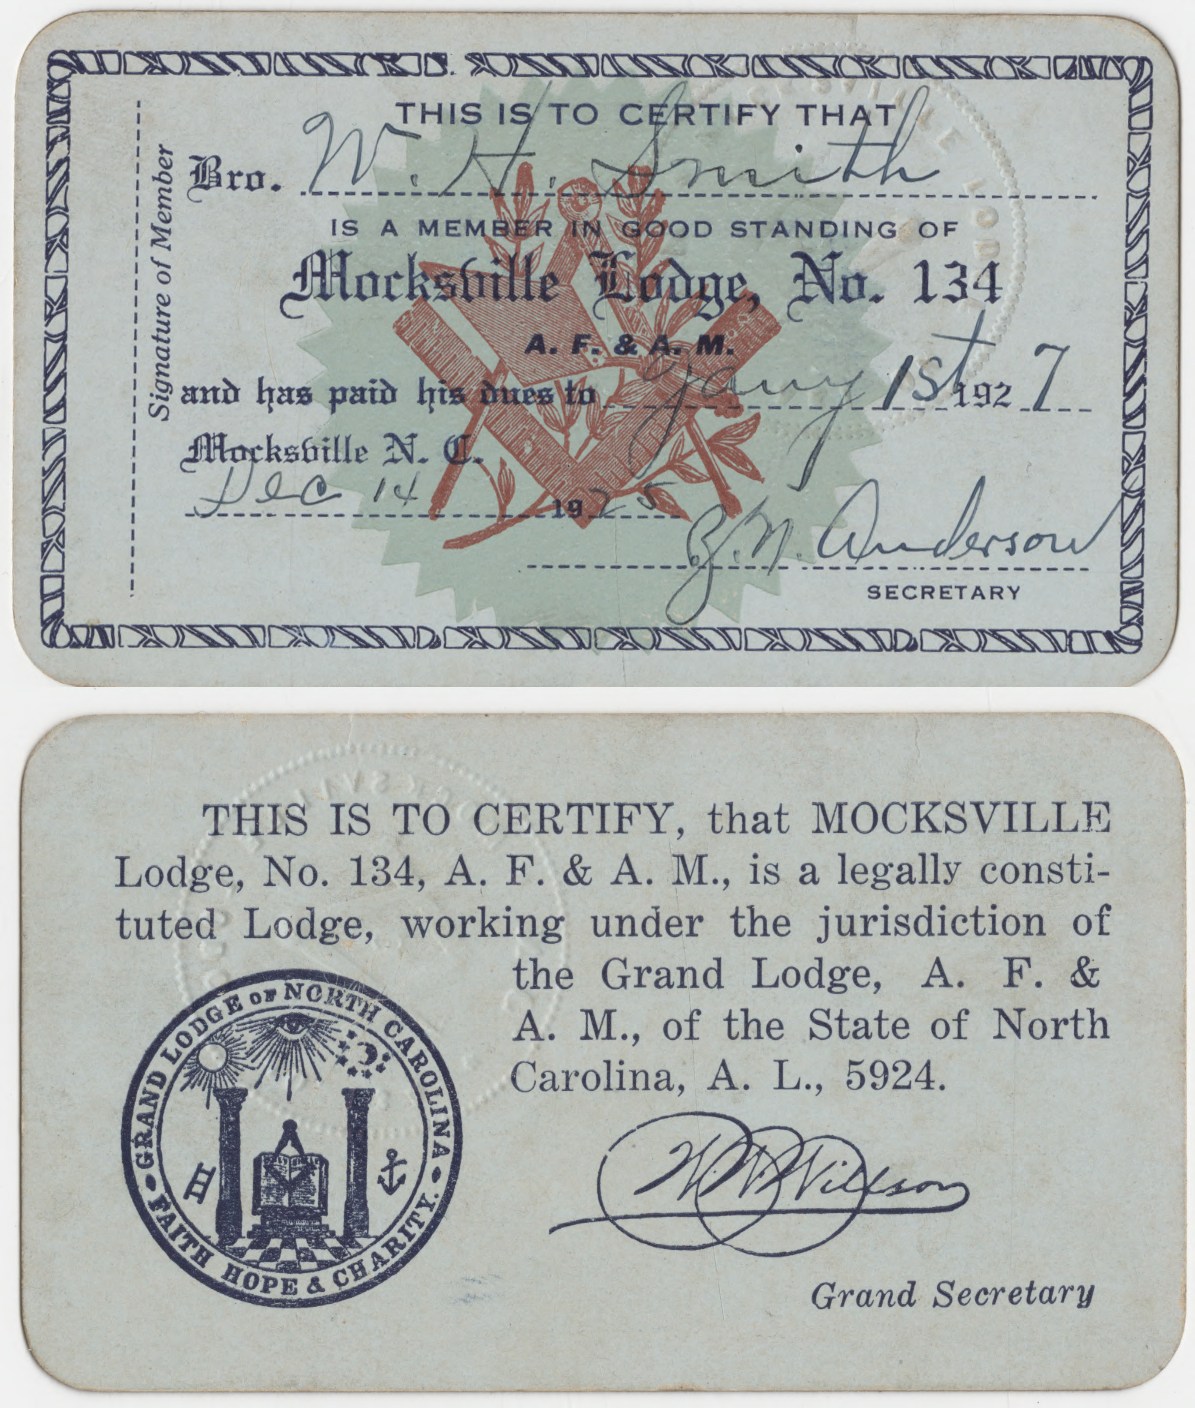 THIS IS TO CERTIFY THAT
Bro. W. H. Smith
IS A MEMBER IN GOOD STANDING OF
Mocksville Lodge, No. 134
A. F. & A. M.
and has paid his dues to Jany 1st 1927
Mocksville N. C.
Dec 14 1925
Z. N. Anderson
SECRETARY
Signature of Member
THIS IS TO CERTIFY, that MOCKSVILLE
Lodge, No. 134, A. F. & A. M., is a legally consti-
tuted Lodge, working under the jurisdiction of
the Grand Lodge, A. F. &
A. M., of the State of North
Carolina, A. L., 5924.
GRAND LODGE OF NORTH CAROLINA
FAITH HOPE & CHARITY.
W. W. Willson
Grand Secretary